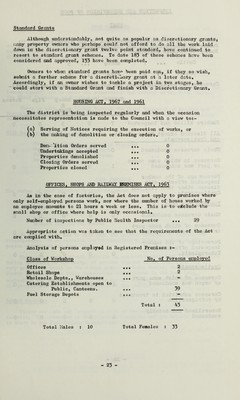 Standard Grants
Although understandably, not quite as popular as discretionary grants,
many property owners who perhaps could not afford to do all the work laid
down in the discretionary grant twelve point standard, have continued to
resort to standard grant schemes. To date 185 of these schemes have been
considered and approved, 153 have been completed.
Owners to whom standard grants have been paid can, if they so wish,
submit a further scheme for a discretionary grant at a later date.
Accordingly, if an owner wishes to tackle a project in two stages, he
could start with a Standard Grant and finish with a Discretionary Grant.
HOUSING ACT, 1957 and 1961
The district is being inspected regularly and when the occasion
necessitates representation is made to the Council with a view to:-
(a) Serving of Notices requiring the execution of works, or
(b) the making of demolition or closing orders.
Demolition Orders served ... 0
Undertakings accepted ... 0
Properties demolished ... 0
Closing Orders served ... 0
Properties closed ... 0
OFFICES, SHOPS AND RAILWAY PREMISES ACT, 1963
As in the case of factories, the Act does not apply to premises where
only self-employed persons work, nor where the number of hours worked by
an employee amounts to 21 hours a week or less. This is to exclude the
small shop or office where help is only occasional.
Number of inspections by Public Health Inspector ... 29
Appropriate action was taken to see that the requirements of the Act
are complied with.
Analysis of persons employed in Registered Premises :-
Class of Workshop No. of Persons employed
Offices ... 2
Retail Shops ... 2
Wholesale Depts., Warehouses ... -
Catering Establishments open to
Public, Canteens. ... 39
Fuel Storage Depots ... -
Total : 43
Total Males : 10 Total Females : 33
- 23 -